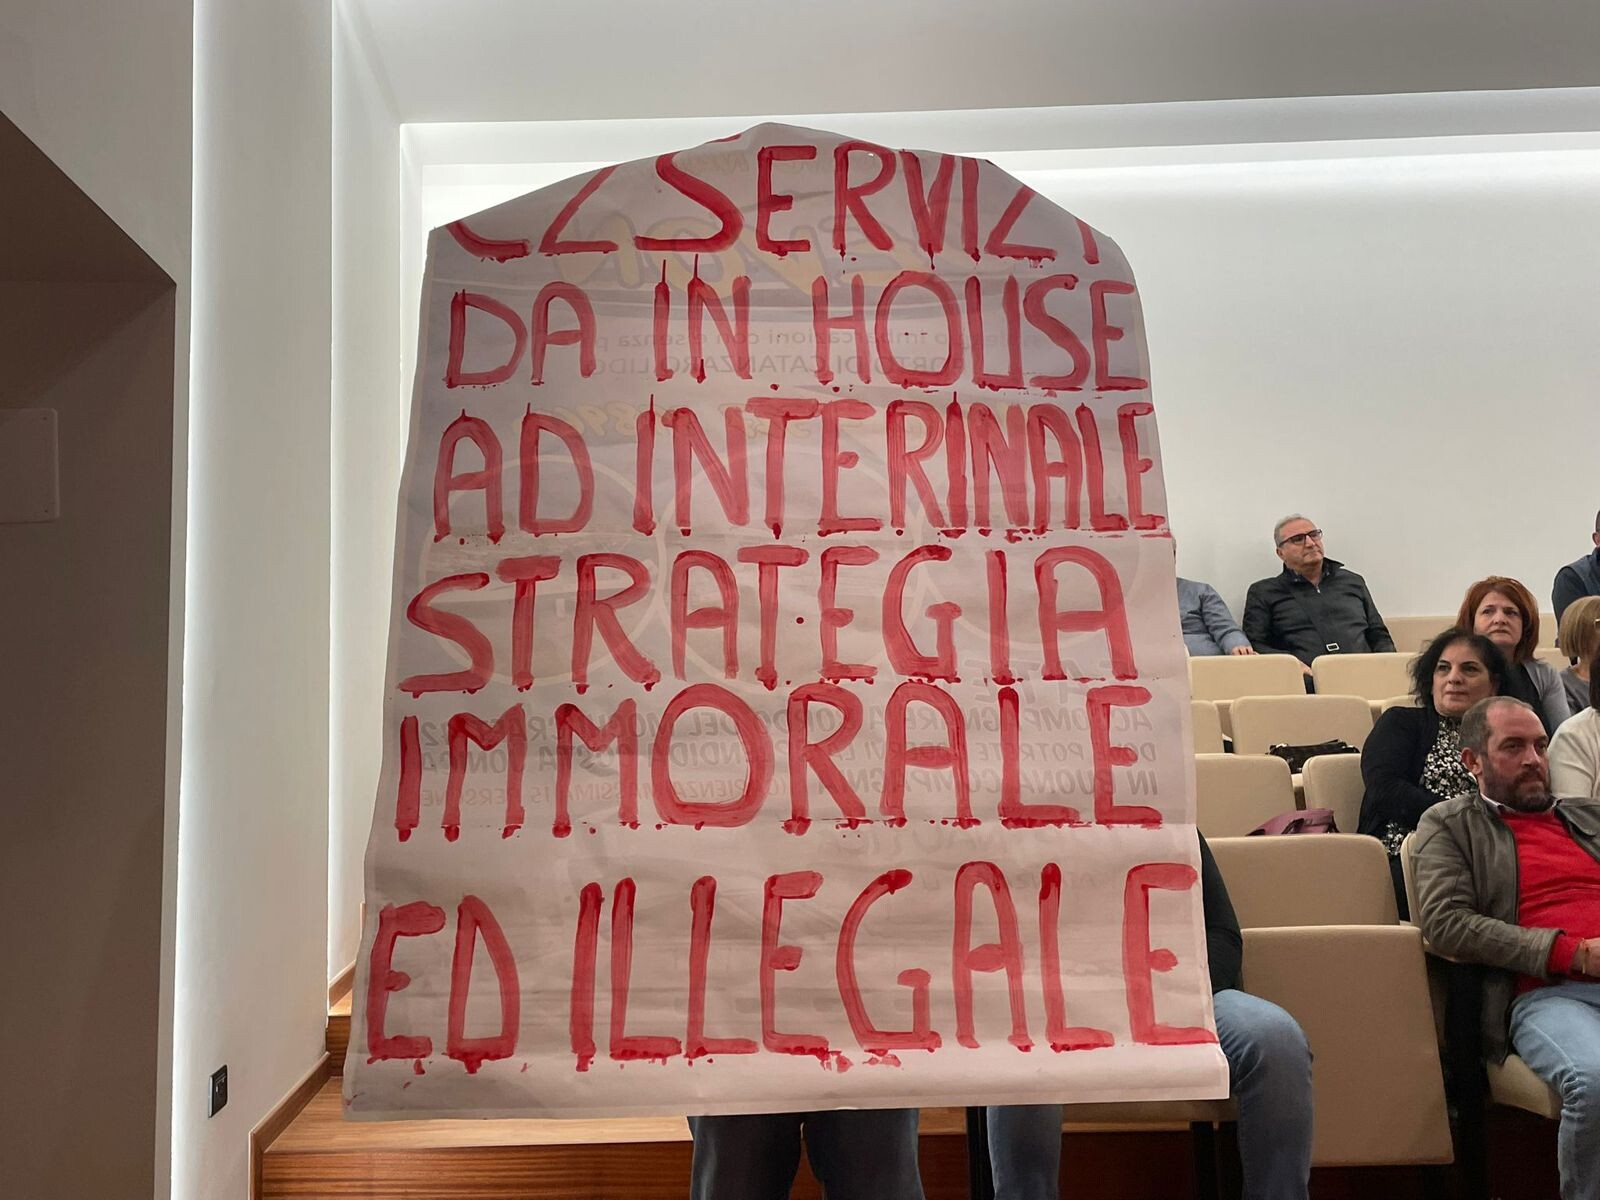 CZSERVIZI
DA IN HOUSE
AD INTERINALE
STRATEGIA
IMMORALE
ED ILLEGALE